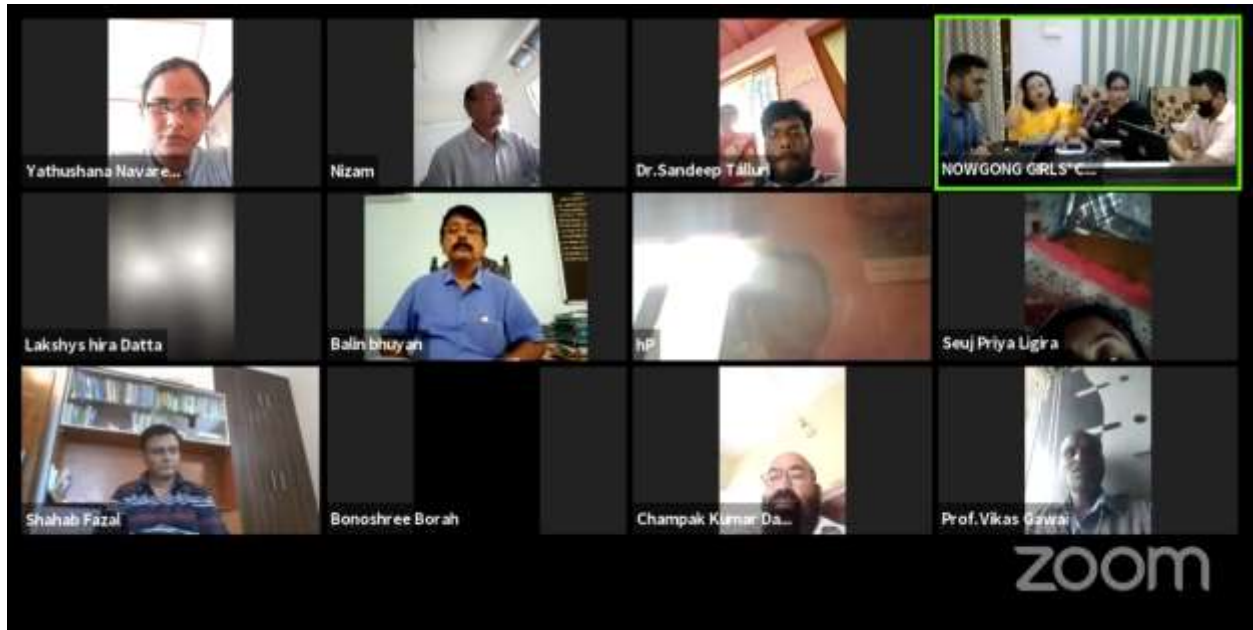 Yathushana Navare...
Nizam
Dr.Sandeep Talluri
NOWGONG GIRLS' C...
Lakshys hira Datta
Balin bhuyan
hP
Seuj Priya Ligira
Shahab Fazal
Bonoshree Borah
Champak Kumar Da...
Prof.Vikas Gawai
zoom